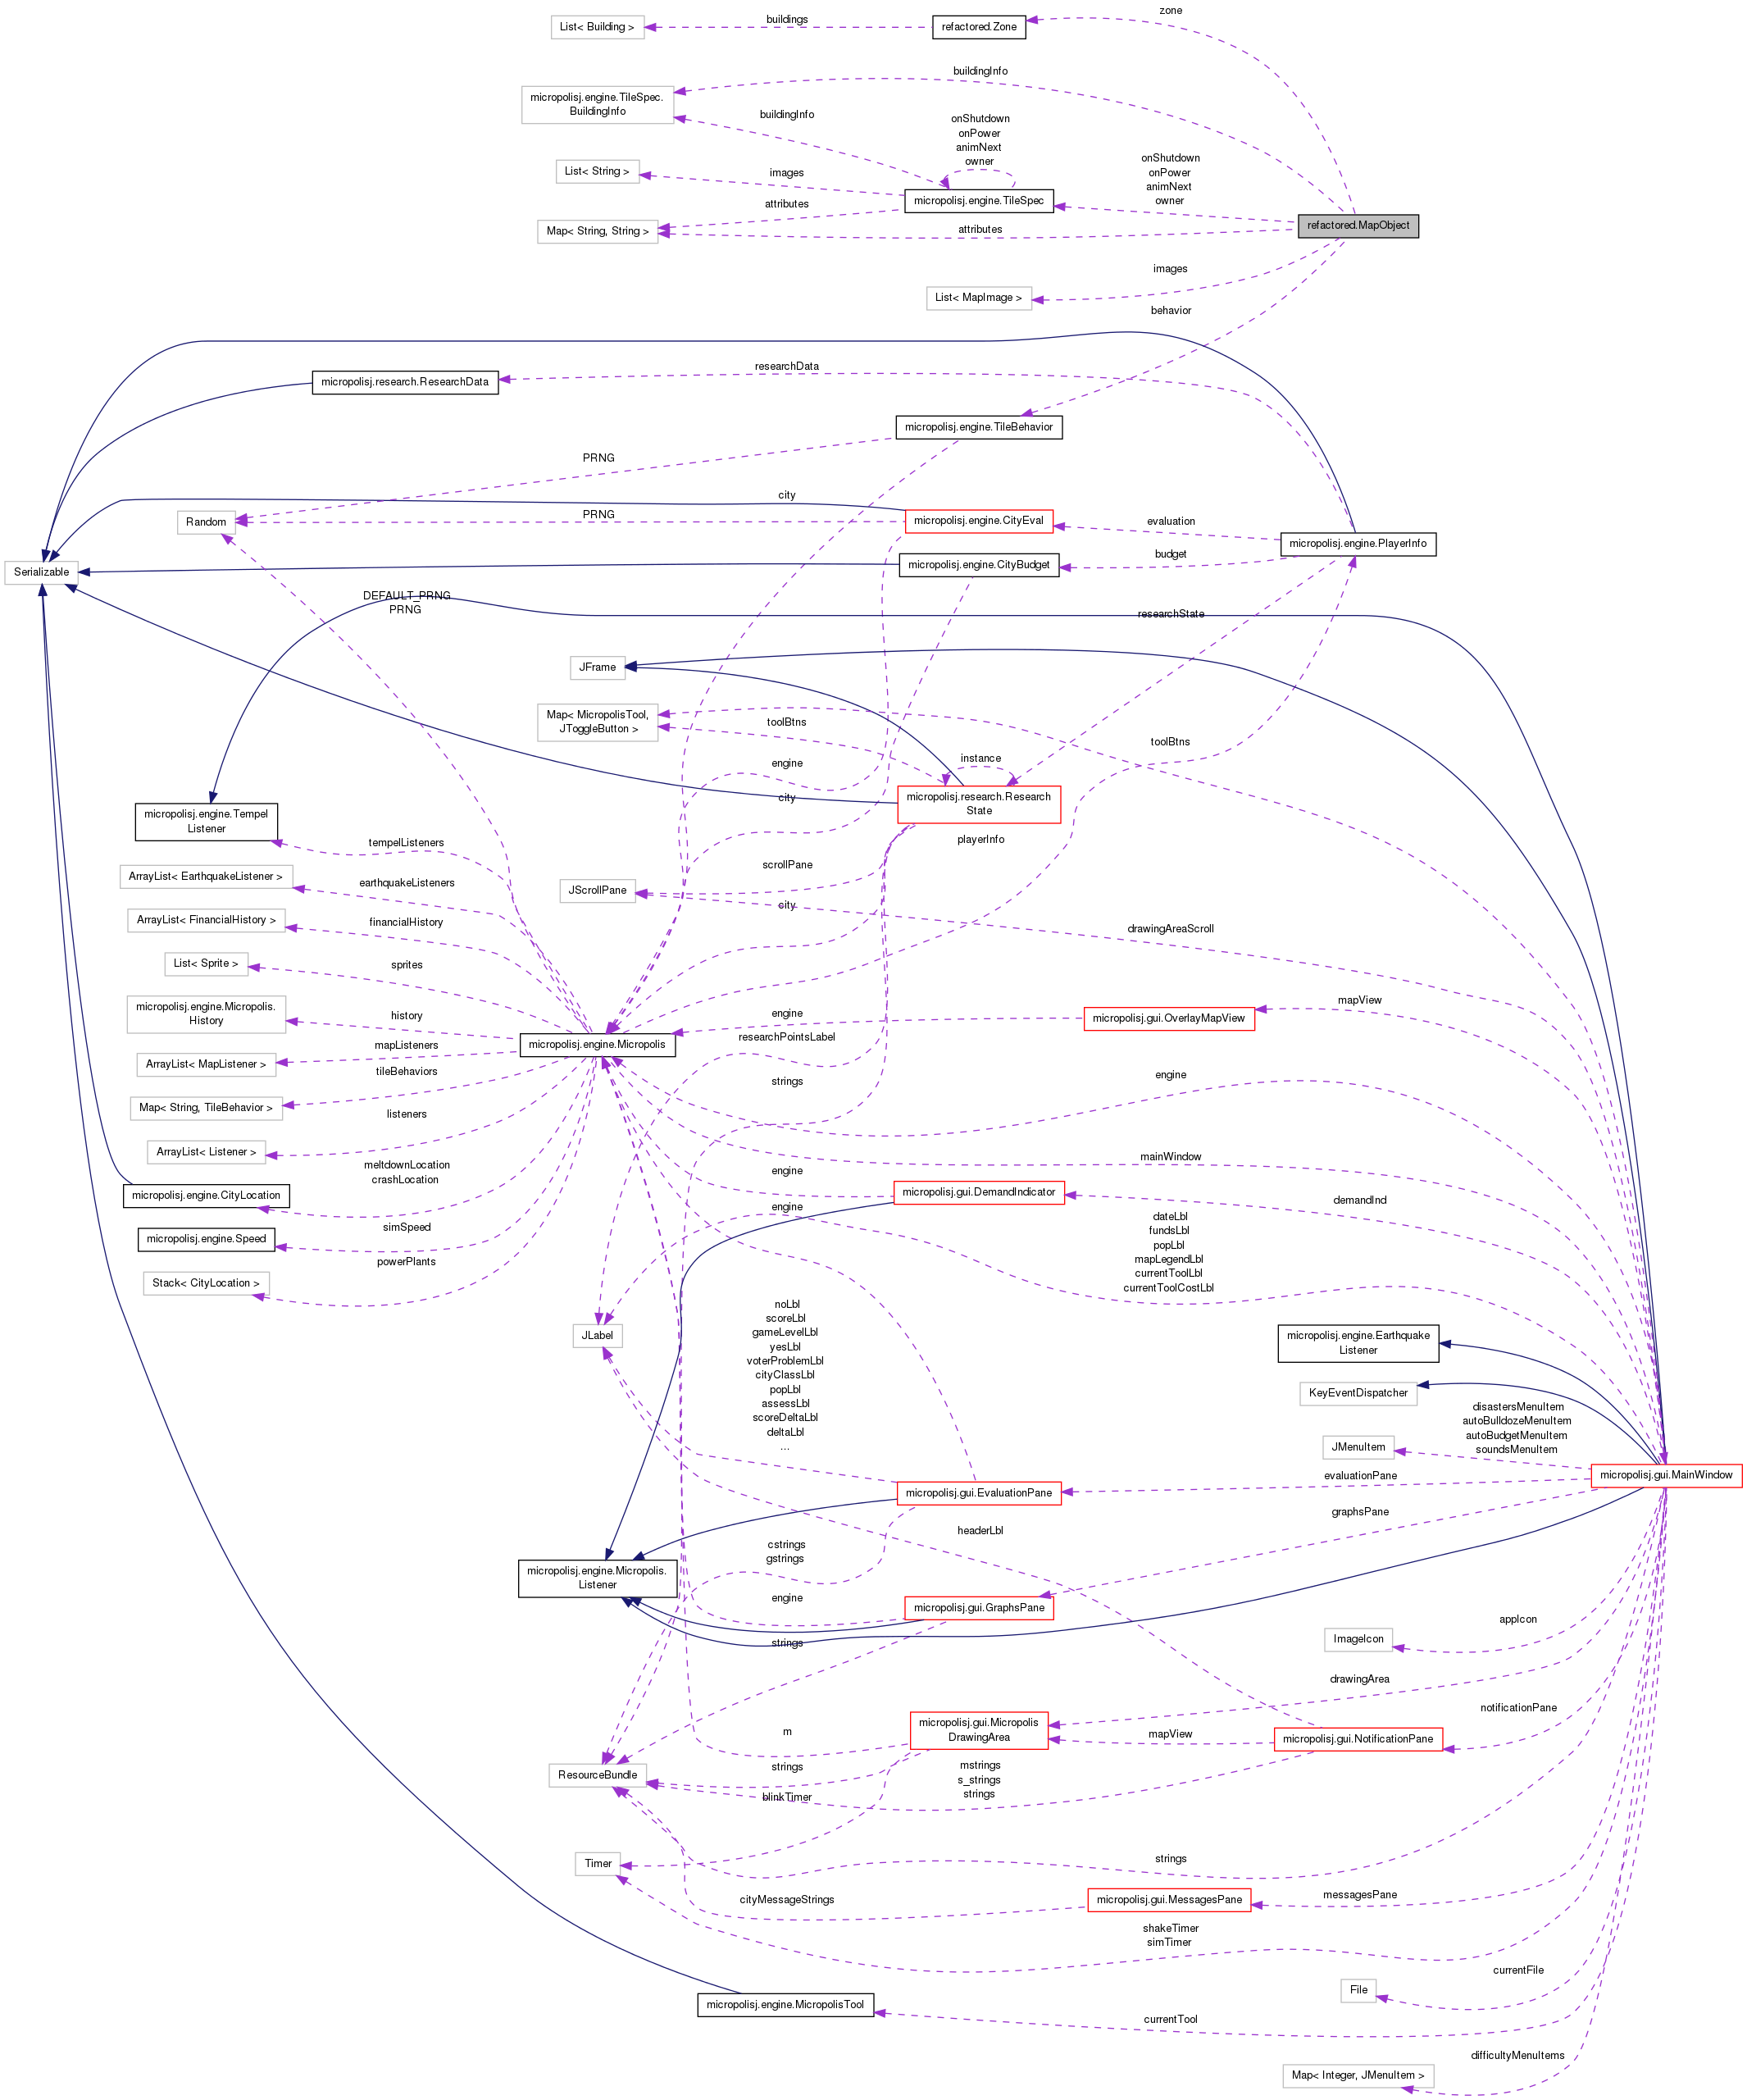 zone
buildings
List< Building >
refactored.Zone
buildingInfo
micropolisj.engine.TileSpec.
BuildingInfo
buildingInfo
onShutdown
onPower
animNext
owner
onShutdown
onPower
animNext
owner
List< String >
images
micropolisj.engine.TileSpec
attributes
refactored.MapObject
Map< String, String >
attributes
images
List< MapImage >
behavior
researchData
micropolisj.research.ResearchData
micropolisj.engine.TileBehavior
PRNG
city
Random
PRNG
micropolisj.engine.CityEval
evaluation
micropolisj.engine.PlayerInfo
budget
micropolisj.engine.CityBudget
Serializable
DEFAULT_PRNG
PRNG
researchState
JFrame
Map< MicropolisTool,
JToggleButton >
toolBtns
toolBtns
instance
engine
micropolisj.research.Research
State
city
micropolisj.engine.Tempel
Listener
tempelListeners
playerInfo
scrollPane
ArrayList< EarthquakeListener >
earthquakeListeners
JScrollPane
city
ArrayList< FinancialHistory >
financialHistory
drawingAreaScroll
List< Sprite >
sprites
mapView
micropolisj.engine.Micropolis.
History
history
engine
micropolisj.gui.OverlayMapView
researchPointsLabel
micropolisj.engine.Micropolis
mapListeners
ArrayList< MapListener >
tileBehaviors
engine
strings
Map< String, TileBehavior >
listeners
ArrayList< Listener >
mainWindow
meltdownLocation
crashLocation
engine
micropolisj.engine.CityLocation
micropolisj.gui.DemandIndicator
demandInd
engine
dateLbl
fundsLbl
popLbl
mapLegendLbl
currentToolLbl
currentToolCostLbl
simSpeed
micropolisj.engine.Speed
powerPlants
Stack< CityLocation >
noLbl
scoreLbl
gameLevelLbl
yesLbl
voterProblemLbl
cityClassLbl
popLbl
assessLbl
scoreDeltaLbl
deltaLbl
...
JLabel
micropolisj.engine.Earthquake
Listener
KeyEventDispatcher
disastersMenuItem
autoBulldozeMenuItem
autoBudgetMenuItem
soundsMenuItem
JMenuItem
micropolisj.gui.MainWindow
evaluationPane
micropolisj.gui.EvaluationPane
graphsPane
headerLbl
cstrings
gstrings
micropolisj.engine.Micropolis.
Listener
engine
micropolisj.gui.GraphsPane
appIcon
strings
ImageIcon
drawingArea
notificationPane
micropolisj.gui.Micropolis
DrawingArea
m
mapView
micropolisj.gui.NotificationPane
strings
mstrings
s_strings
strings
ResourceBundle
blinkTimer
Timer
strings
cityMessageStrings
micropolisj.gui.MessagesPane
messagesPane
shakeTimer
simTimer
currentFile
File
micropolisj.engine.MicropolisTool
currentTool
difficultyMenuItems
Map< Integer, JMenuItem >